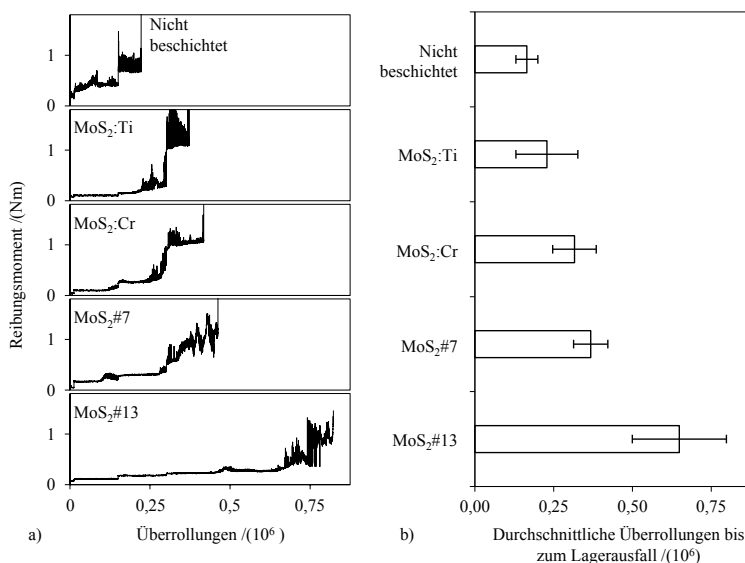 Reibungsmoment /(Nm)
Nicht
beschichtet
1
0
MoS₂:Ti
1
0
MoS₂:Cr
1
0
MoS₂#7
1
0
MoS₂#13
1
0
0
0,25
0,5
0,75
a)
Überrollungen /(10⁶ )
Nicht
beschichtet
MoS₂:Ti
MoS₂:Cr
MoS₂#7
MoS₂#13
0,00
0,25
0,50
0,75
b)
Durchschnittliche Überrollungen bis
zum Lagerausfall /(10⁶)